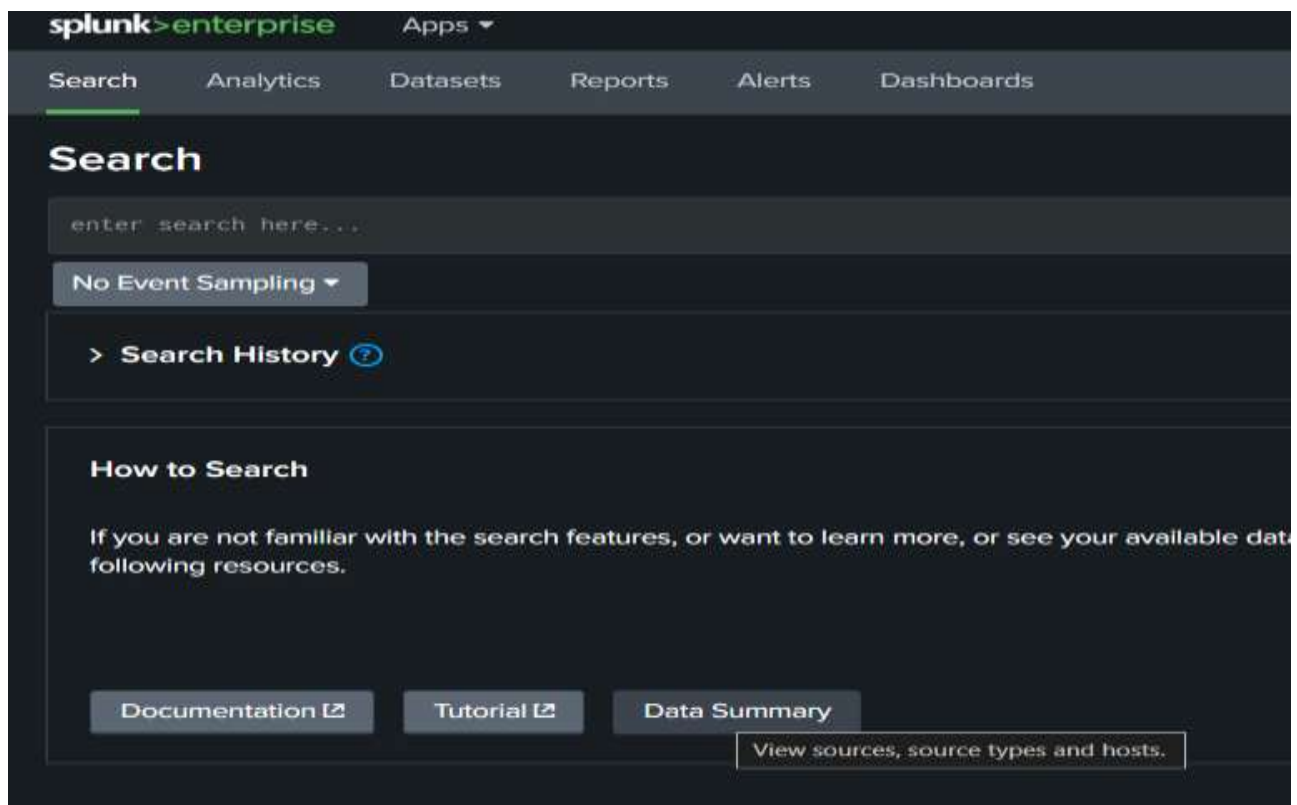 splunk>enterprise Apps
Search Analytics Datasets Reports Alerts Dashboards
Search
enter search here...
No Event Sampling
> Search History ?
How to Search
If you are not familiar with the search features, or want to learn more, or see your available data
following resources.
Documentation Tutorial Data Summary
View sources, source types and hosts.